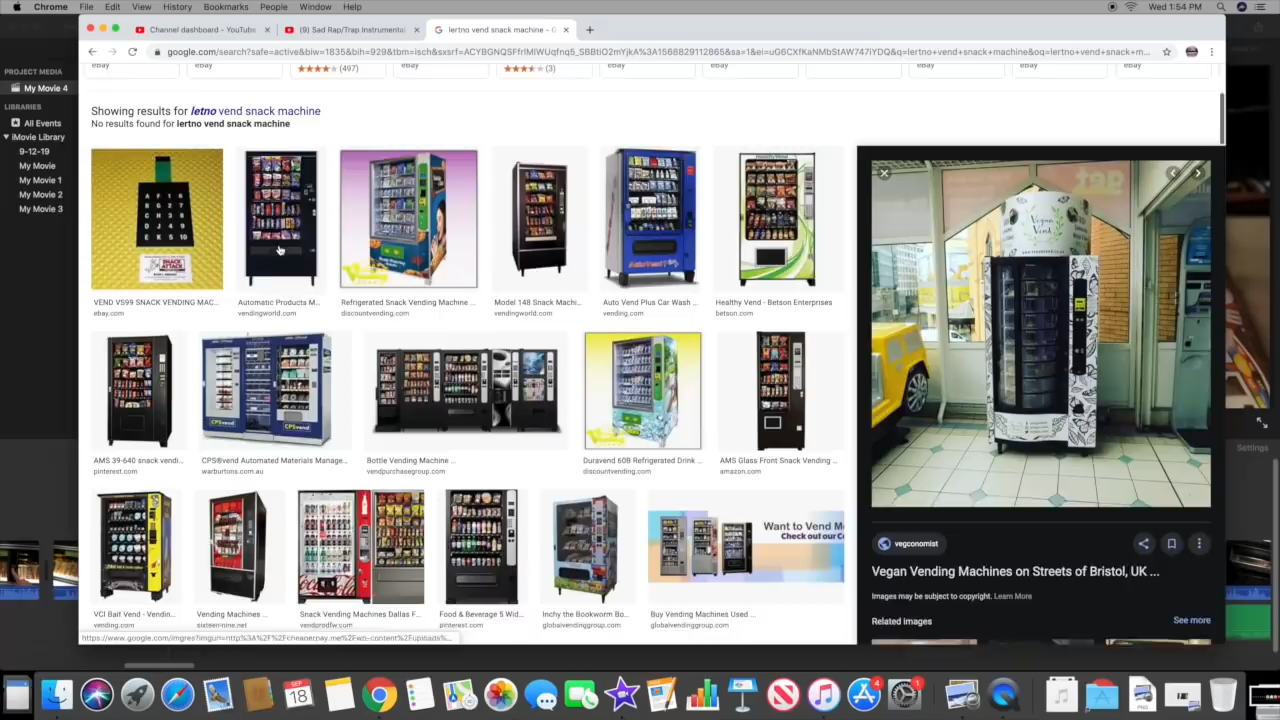 Chrome File Edit View History Bookmarks People Window Help
Wed 1:54 PM
Channel dashboard - YouTube
(9) Sad Rap/Trap Instrumental
lertno vend snack machine - G
PROJECT MEDIA
My Movie 4
LIBRARIES
All Events
iMovie Library
9-12-19
My Movie
My Movie 1
My Movie 2
My Movie 3
ebay ebay (497) ebay (3) ebay ebay ebay ebay ebay
Showing results for letno vend snack machine
No results found for lertno vend snack machine
VEND VS99 SNACK VENDING MAC...
ebay.com
Automatic Products M...
vendingworld.com
Refrigerated Snack Vending Machine ...
discountvending.com
Model 148 Snack Machi...
vendingworld.com
Auto Vend Plus Car Wash ...
vending.com
Healthy Vend - Betson Enterprises
betson.com
AMS 39-640 snack vendi...
pinterest.com
CPS®vend Automated Materials Manage...
warburtons.com.au
Bottle Vending Machine ...
vendpurchasegroup.com
Duravend 60B Refrigerated Drink ...
discountvending.com
AMS Glass Front Snack Vending ...
amazon.com
VCI Bait Vend - Vendin...
vending.com
Vending Machines ...
sixteen-nine.net
Snack Vending Machines Dallas F...
vendprodfw.com
Food & Beverage 5 Wid...
pinterest.com
Inchy the Bookworm Bo...
globalvendinggroup.com
Want to Vend M
Check out our Co
Buy Vending Machines Used ...
globalvendinggroup.com
vegconomist
Vegan Vending Machines on Streets of Bristol, UK ...
Images may be subject to copyright. Learn More
Related images
See more
Settings
SEP
18
4
1